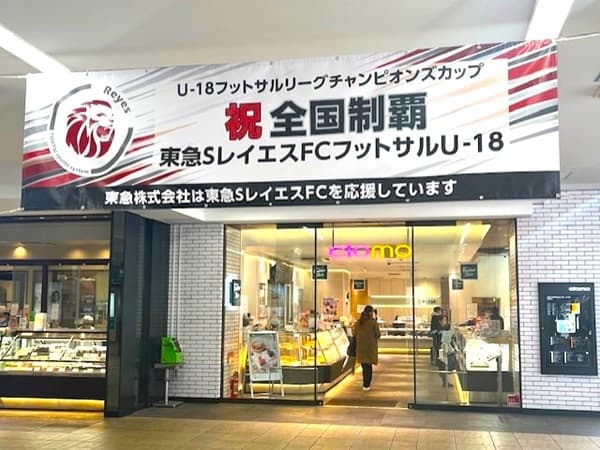 U-18フットサルリーグチャンピオンズカップ
祝 全国制覇
東急SレイエスFCフットサルU-18
Reyes
東急株式会社は東急SレイエスFCを応援しています
etomo
etomo